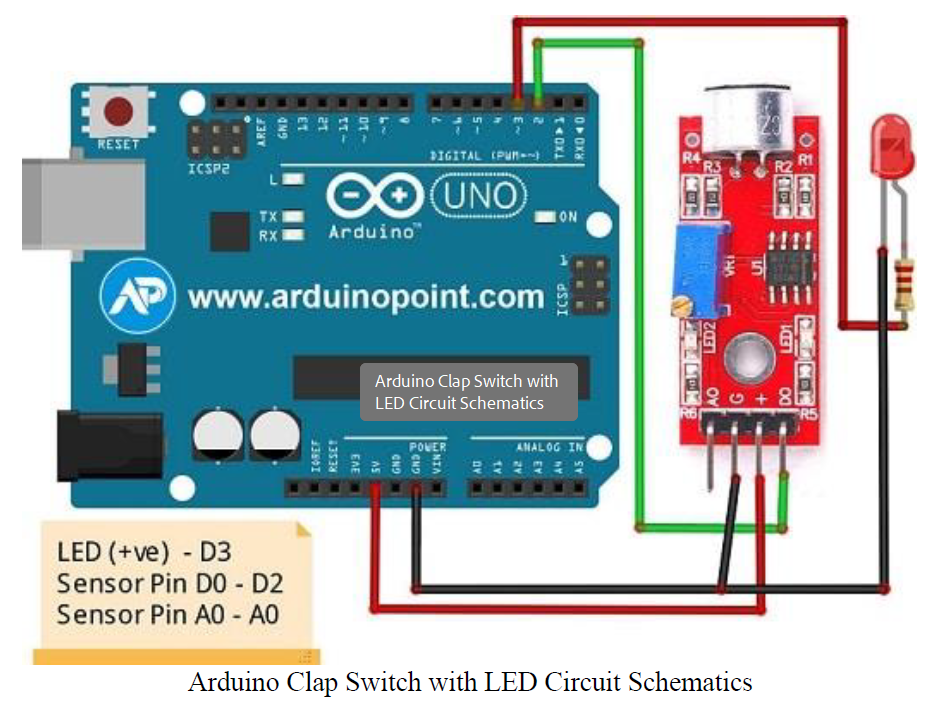 RESET
ICSP2
AREF
GND
13
12
~11
~10
~9
8
7
~6
~5
4
~3
2
TX0 ▶ 1
RX0 ◀ 0
DIGITAL (PWM=~)
L
TX
RX
UNO
Arduino™
ON
1
ICSP
AP
www.arduinopoint.com
Arduino Clap Switch with
LED Circuit Schematics
POWER
ANALOG IN
IOREF
RESET
3V3
5V
GND
GND
VIN
A0
A1
A2
A3
A4
A5
R4
R3
R2
R1
VR1
U1
LED2
LED1
R6
R5
AO
G
+
DO
LED (+ve) - D3
Sensor Pin D0 - D2
Sensor Pin A0 - A0
Arduino Clap Switch with LED Circuit Schematics